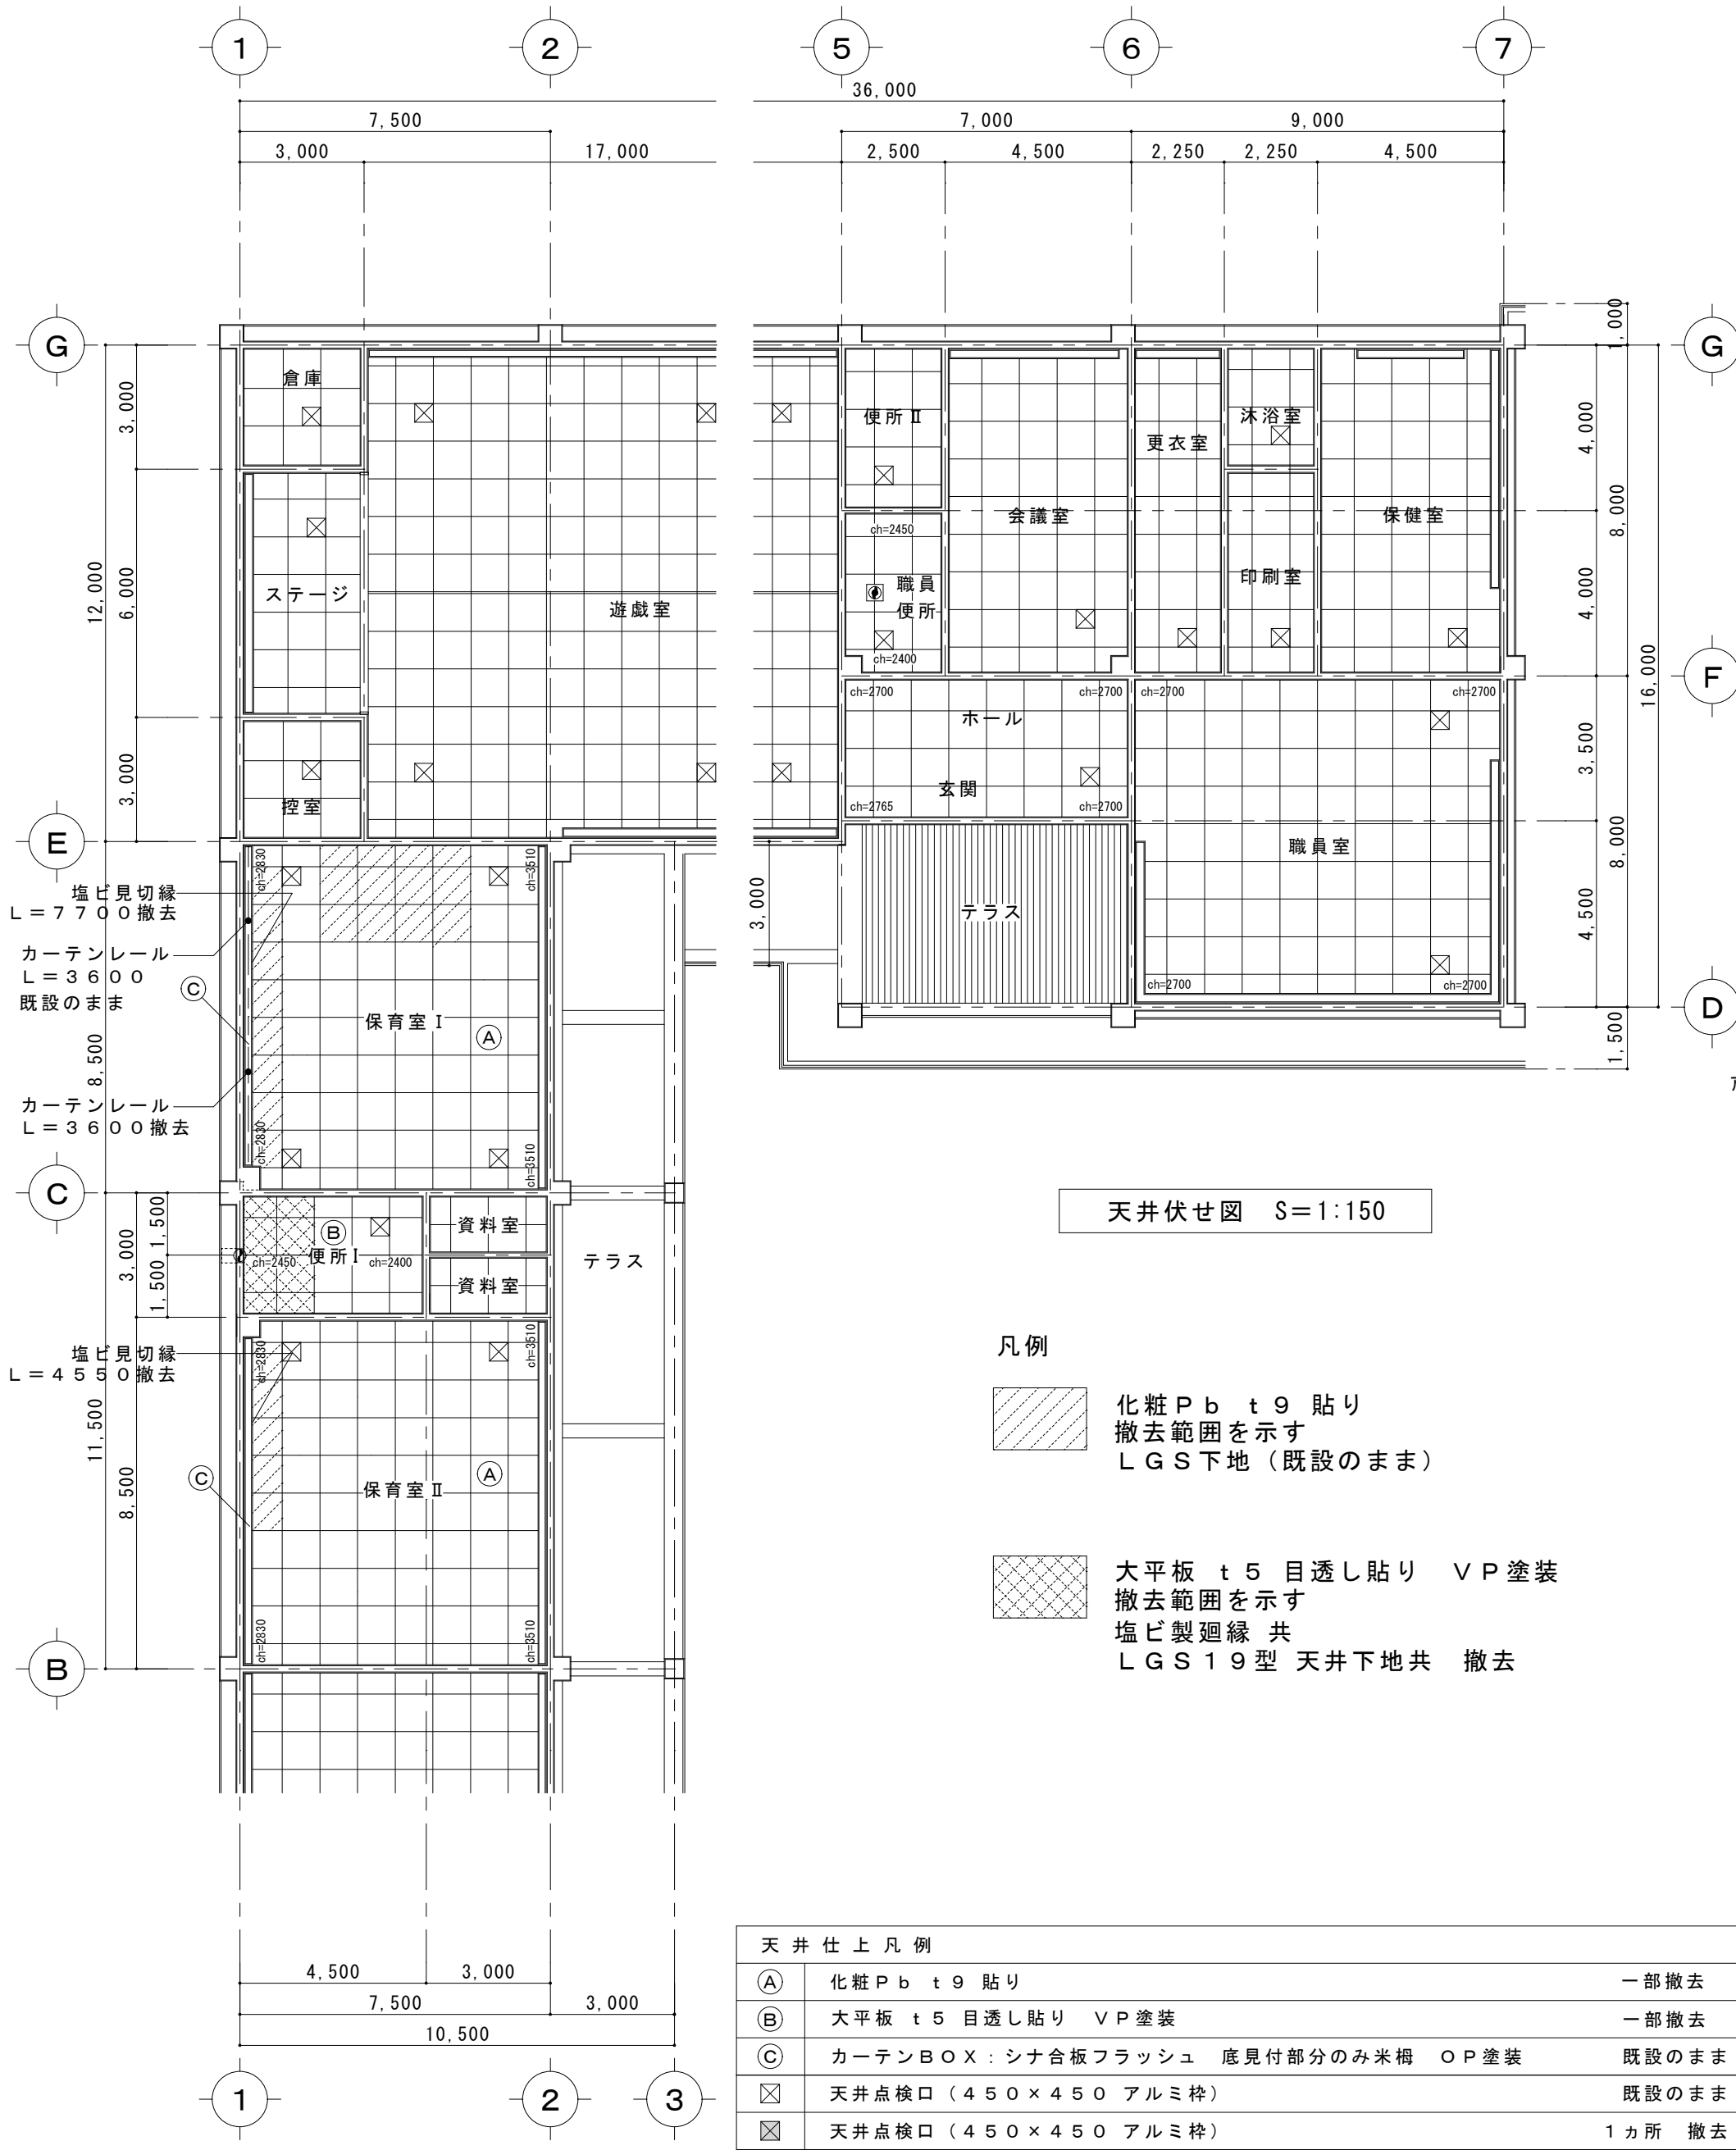 1
2
5
6
7
36,000
7,500
7,000
9,000
3,000
17,000
2,500
4,500
2,250
2,250
4,500
G
G
F
E
D
C
B
1,000
4,000
4,000
8,000
3,500
4,500
8,000
16,000
1,500
3,000
6,000
3,000
12,000
3,000
8,500
1,500
1,500
3,000
11,500
8,500
倉庫
ステージ
控室
遊戯室
便所Ⅱ
ch=2450
職員
便所
ch=2400
会議室
更衣室
沐浴室
印刷室
保健室
ch=2700
ch=2700
ホール
玄関
ch=2765
ch=2700
ch=2700
ch=2700
職員室
ch=2700
ch=2700
テラス
塩ビ見切縁
L=7700撤去
カーテンレール
L=3600
既設のまま
C
カーテンレール
L=3600撤去
ch=2830
ch=3510
保育室Ⅰ
A
ch=2830
ch=3510
B
便所Ⅰ
ch=2450
ch=2400
資料室
資料室
テラス
塩ビ見切縁
L=4550撤去
C
ch=2830
ch=3510
保育室Ⅱ
A
ch=2830
ch=3510
天井伏せ図 S=1:150
凡例
化粧Pb t9 貼り
撤去範囲を示す
LGS下地(既設のまま)
大平板 t5 目透し貼り VP塗装
撤去範囲を示す
塩ビ製廻縁 共
LGS19型 天井下地共 撤去
4,500
3,000
7,500
3,000
10,500
1
2
3
天井仕上凡例
A 化粧Pb t9 貼り 一部撤去
B 大平板 t5 目透し貼り VP塗装 一部撤去
C カーテンBOX:シナ合板フラッシュ 底見付部分のみ米栂 OP塗装 既設のまま
天井点検口(450×450 アルミ枠) 既設のまま
天井点検口(450×450 アルミ枠) 1ヵ所 撤去